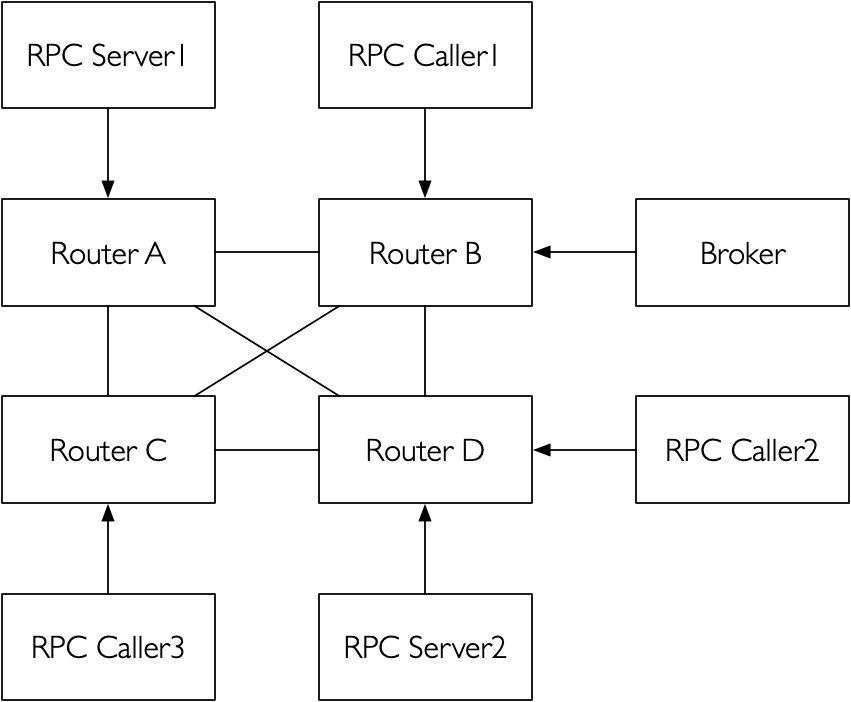 RPC Server1
RPC Caller1
Router A
Router B
Broker
Router C
Router D
RPC Caller2
RPC Caller3
RPC Server2